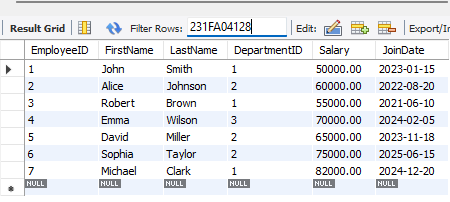 Result Grid Filter Rows: 231FA04128 Edit: Export/In
EmployeeID FirstName LastName DepartmentID Salary JoinDate
1 John Smith 1 50000.00 2023-01-15
2 Alice Johnson 2 60000.00 2022-08-20
3 Robert Brown 1 55000.00 2021-06-10
4 Emma Wilson 3 70000.00 2024-02-05
5 David Miller 2 65000.00 2023-11-18
6 Sophia Taylor 2 75000.00 2025-06-15
7 Michael Clark 1 82000.00 2024-12-20
NULL NULL NULL NULL NULL NULL